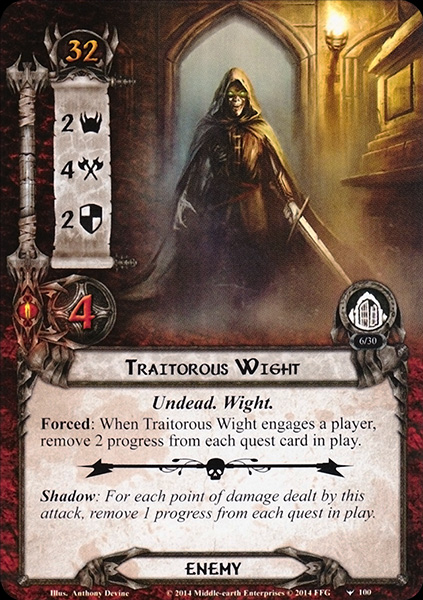 32
2
4
2
4
6/30
TRAITOROUS WIGHT
Undead. Wight.
Forced: When Traitorous Wight engages a player,
remove 2 progress from each quest card in play.
Shadow: For each point of damage dealt by this
attack, remove 1 progress from each quest in play.
ENEMY
Illus. Anthony Devine © 2014 Middle-earth Enterprises © 2014 FFG 100